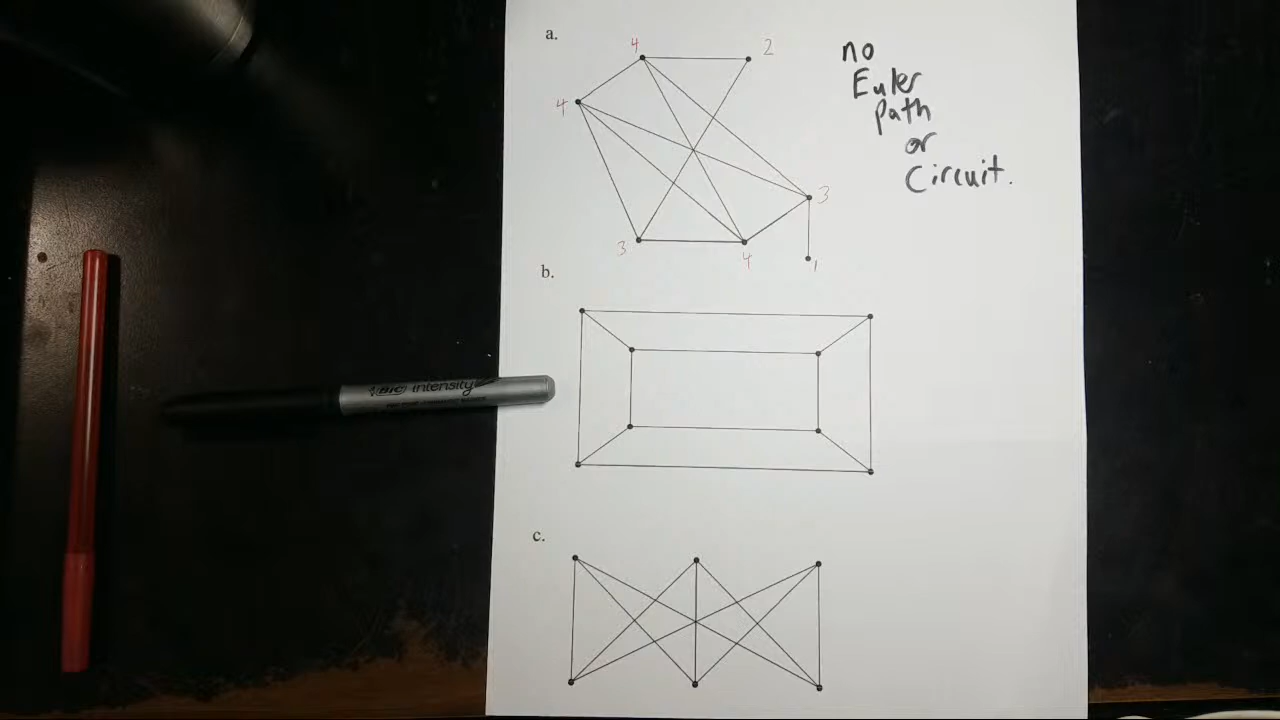 a.
4
2
no
Euler
path
or
Circuit.
4
3
3
4
1
b.
BIC intensity
c.